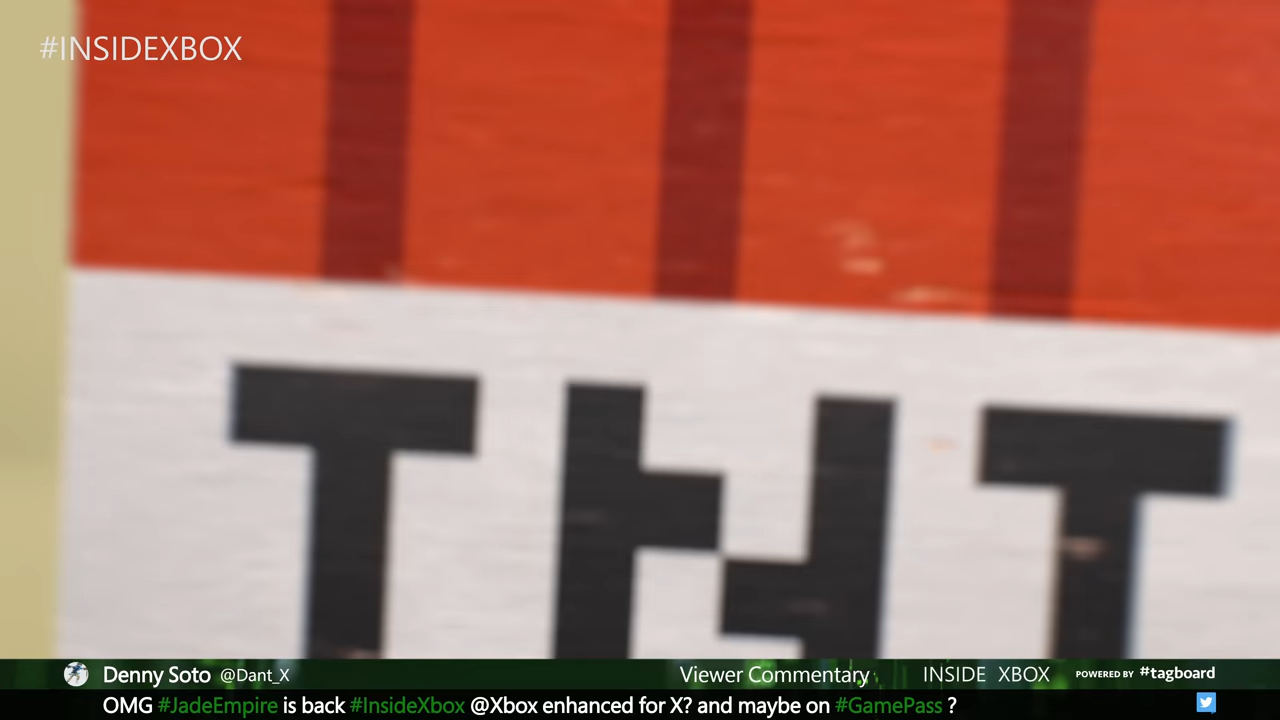 #INSIDEXBOX
TNT
Denny Soto @Dant_X
Viewer Commentary
INSIDE XBOX
POWERED BY #tagboard
OMG #JadeEmpire is back #InsideXbox @Xbox enhanced for X? and maybe on #GamePass ?